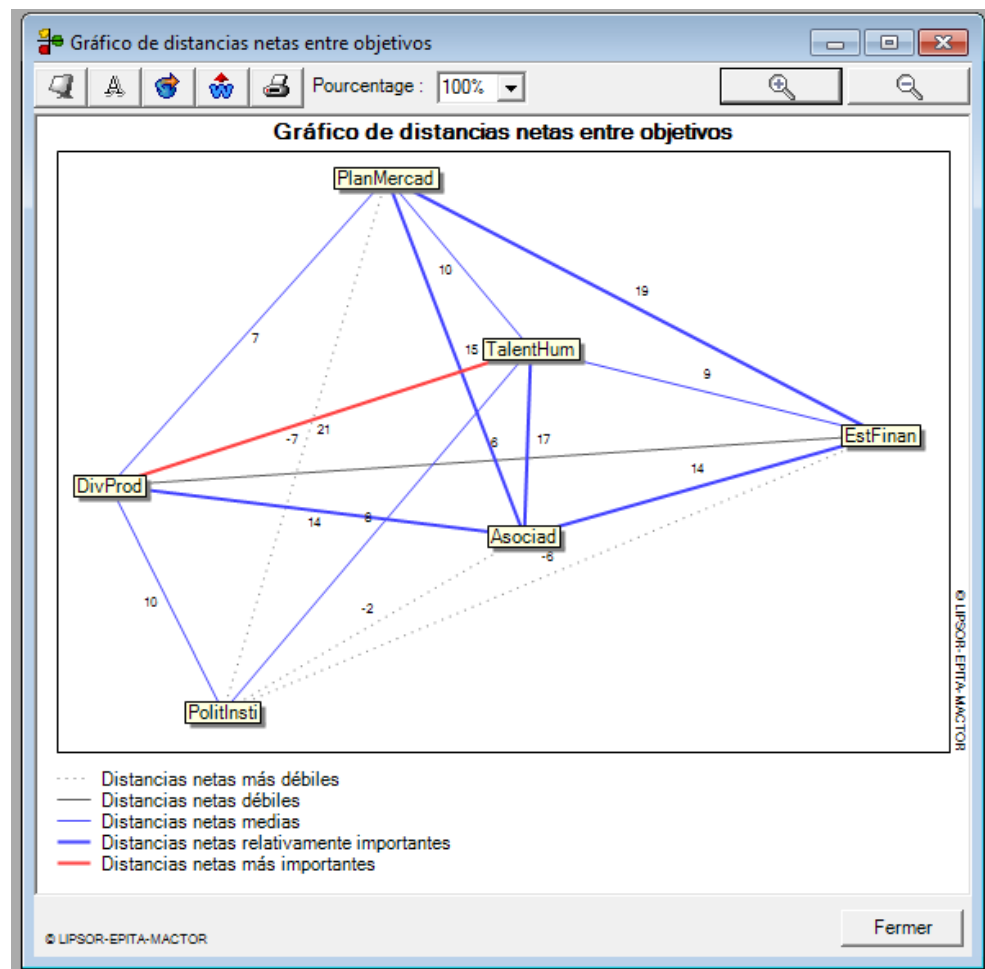 Gráfico de distancias netas entre objetivos
Pourcentage : 100%
Gráfico de distancias netas entre objetivos
PlanMercad
10
19
7
15 TalentHum
9
-7 21
6 17
EstFinan
14
DivProd
14 8
Asociad
-6
10
-2
PolitInsti
© LIPSOR-EPITA-MACTOR
Distancias netas más débiles
Distancias netas débiles
Distancias netas medias
Distancias netas relativamente importantes
Distancias netas más importantes
© LIPSOR-EPITA-MACTOR
Fermer